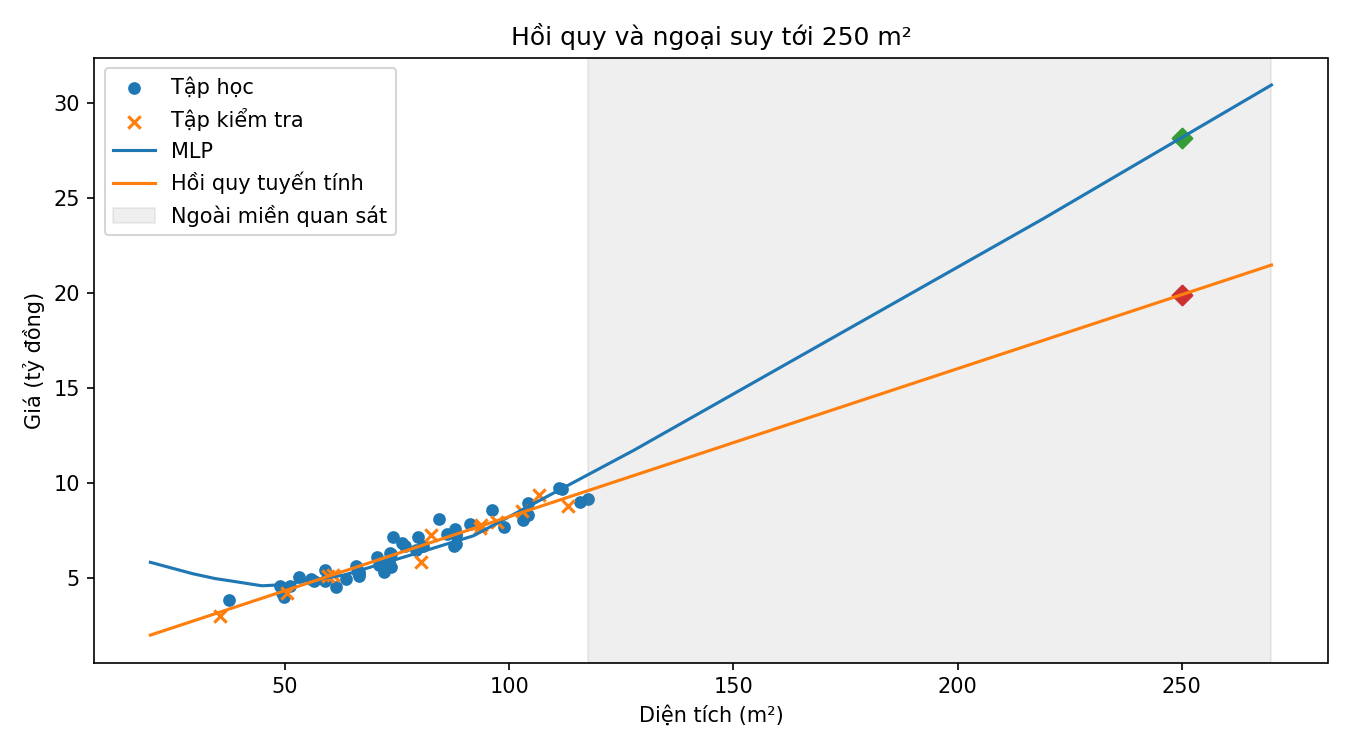 Hồi quy và ngoại suy tới 250 m²
Tập học
Tập kiểm tra
MLP
Hồi quy tuyến tính
Ngoài miền quan sát
Giá (tỷ đồng)
30
25
20
15
10
5
50
100
150
200
250
Diện tích (m²)